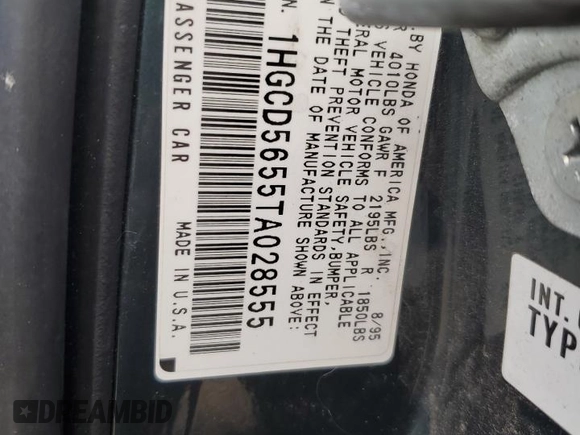 BY HONDA OF AMERICA MFG.,INC. 8/95
4010LBS GAWR F 2195LBS R 1850LBS
VEHICLE CONFORMS TO ALL APPLICABLE
MOTOR VEHICLE SAFETY,BUMPER,
THEFT PREVENTION STANDARDS IN EFFECT
THE DATE OF MANUFACTURE SHOWN ABOVE:
1HGCD5655TA028555
PASSENGER CAR MADE IN U.S.A.
INT.
TYP
DREAMBID